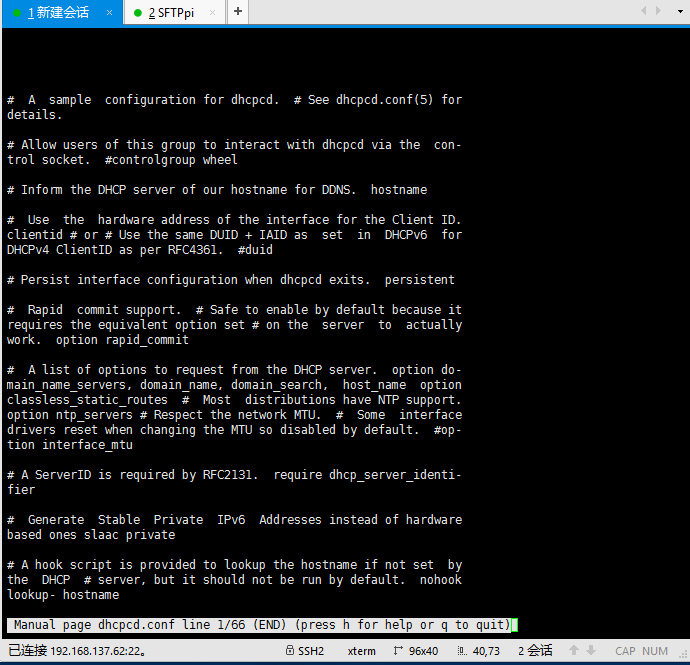 1 新建会话 ×
2 SFTPpi × +
#  A  sample  configuration for dhcpcd.  # See dhcpcd.conf(5) for
details.
# Allow users of this group to interact with dhcpcd via the  con-
trol socket.  #controlgroup wheel
# Inform the DHCP server of our hostname for DDNS.  hostname
#  Use  the  hardware address of the interface for the Client ID.
clientid # or # Use the same DUID + IAID as  set  in  DHCPv6  for
DHCPv4 ClientID as per RFC4361.  #duid
# Persist interface configuration when dhcpcd exits.  persistent
#  Rapid  commit support.  # Safe to enable by default because it
requires the equivalent option set # on the  server  to  actually
work.  option rapid_commit
#  A list of options to request from the DHCP server.  option do-
main_name_servers, domain_name, domain_search,  host_name  option
classless_static_routes  #  Most  distributions have NTP support.
option ntp_servers # Respect the network MTU.  #  Some  interface
drivers reset when changing the MTU so disabled by default.  #op-
tion interface_mtu
# A ServerID is required by RFC2131.  require dhcp_server_identi-
fier
#  Generate  Stable  Private  IPv6  Addresses instead of hardware
based ones slaac private
# A hook script is provided to lookup the hostname if not set  by
the  DHCP  # server, but it should not be run by default.  nohook
lookup- hostname
Manual page dhcpcd.conf line 1/66 (END) (press h for help or q to quit)
已连接 192.168.137.62:22。 SSH2 xterm 96x40 40,73 2 会话 CAP NUM